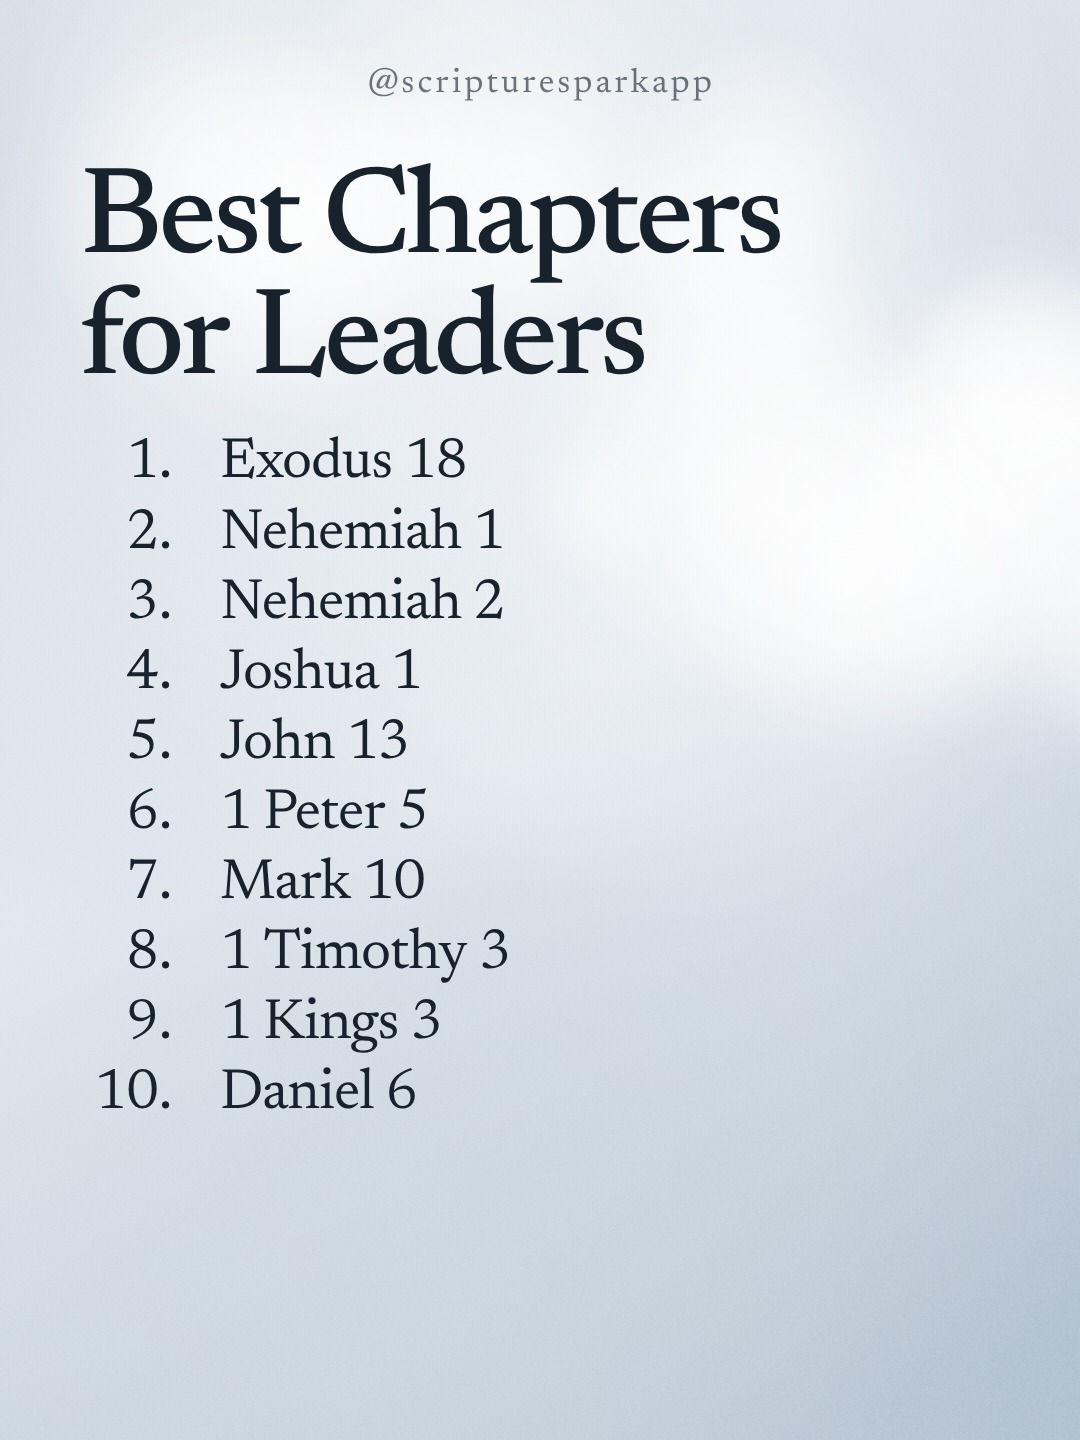 @scripturesparkapp
Best Chapters
for Leaders
1. Exodus 18
2. Nehemiah 1
3. Nehemiah 2
4. Joshua 1
5. John 13
6. 1 Peter 5
7. Mark 10
8. 1 Timothy 3
9. 1 Kings 3
10. Daniel 6